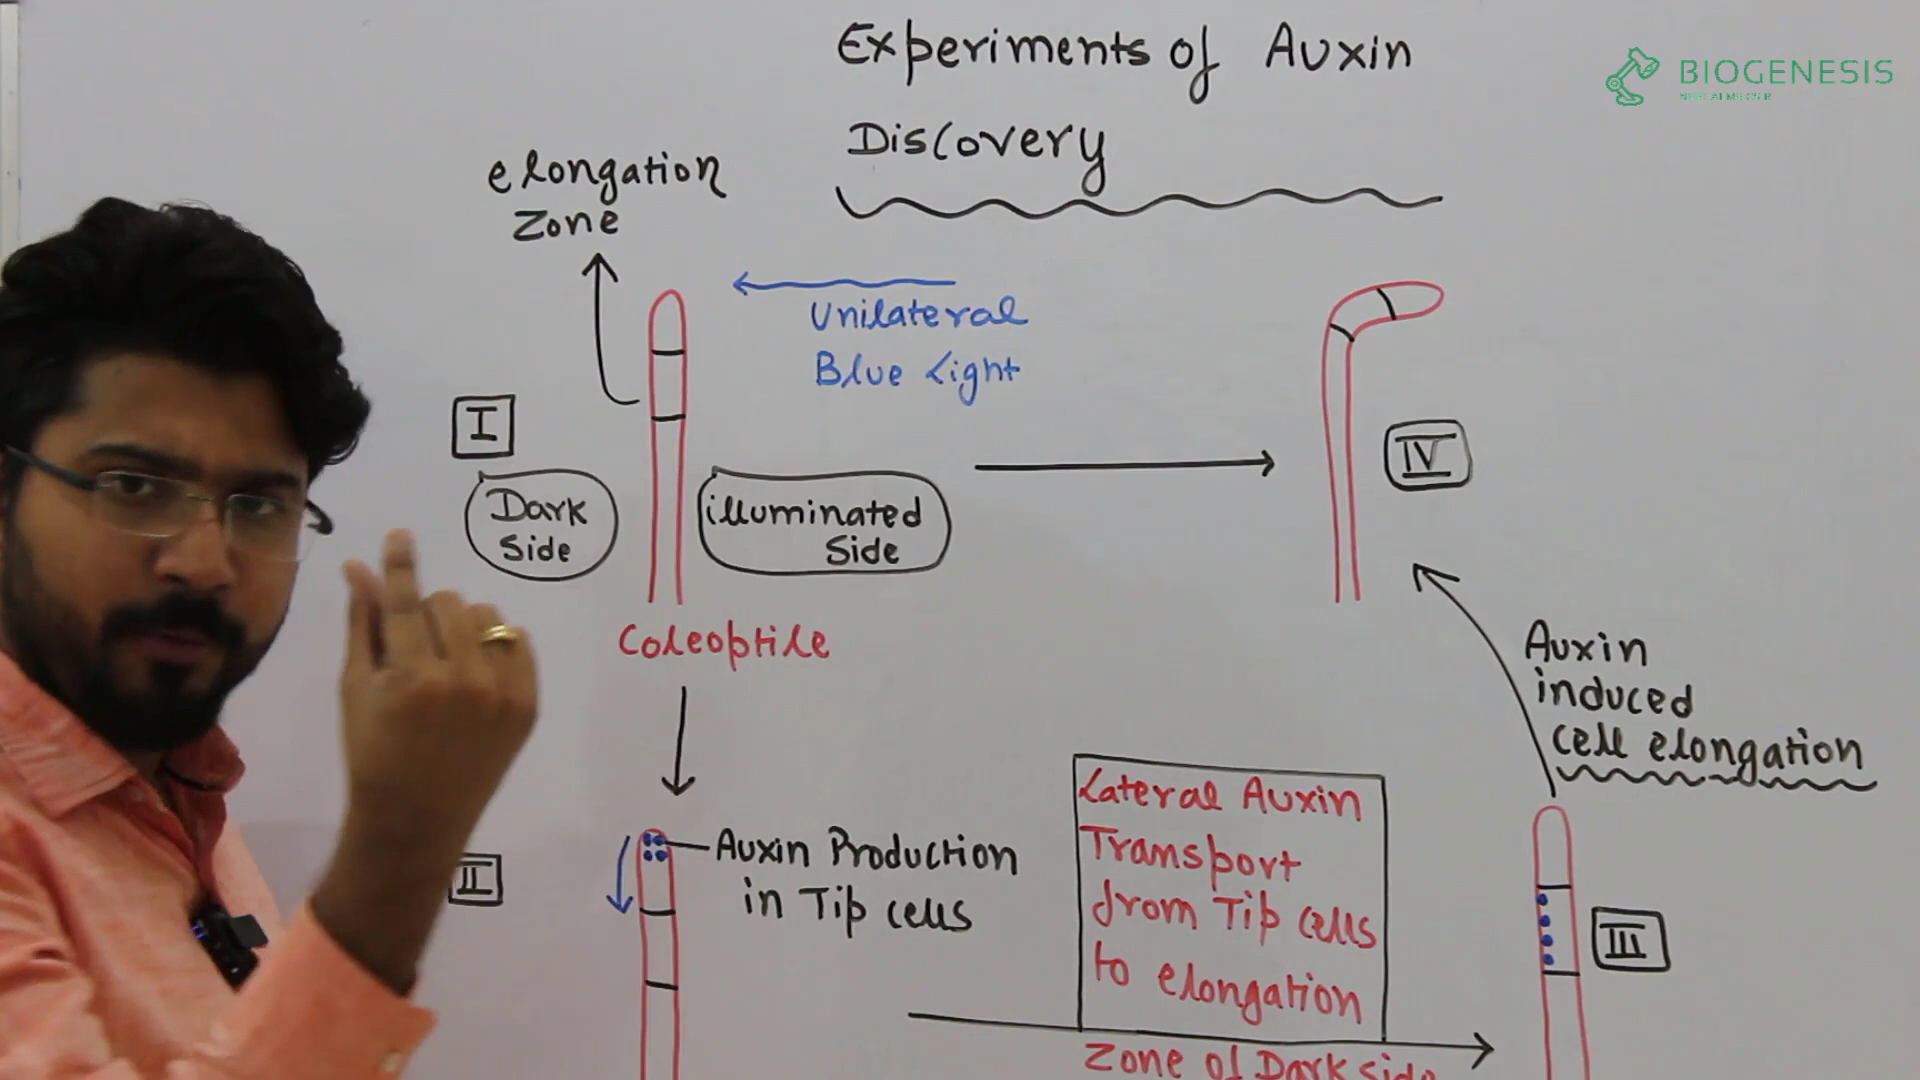 Experiments of Auxin
Discovery
BIOGENESIS
elongation
Zone
Unilateral
Blue Light
I
IV
Dark
Side
illuminated
Side
Coleoptile
Auxin
induced
cell elongation
II
Auxin Production
in Tip cells
Lateral Auxin
Transport
from Tip cells
to elongation
Zone of Dark side
III